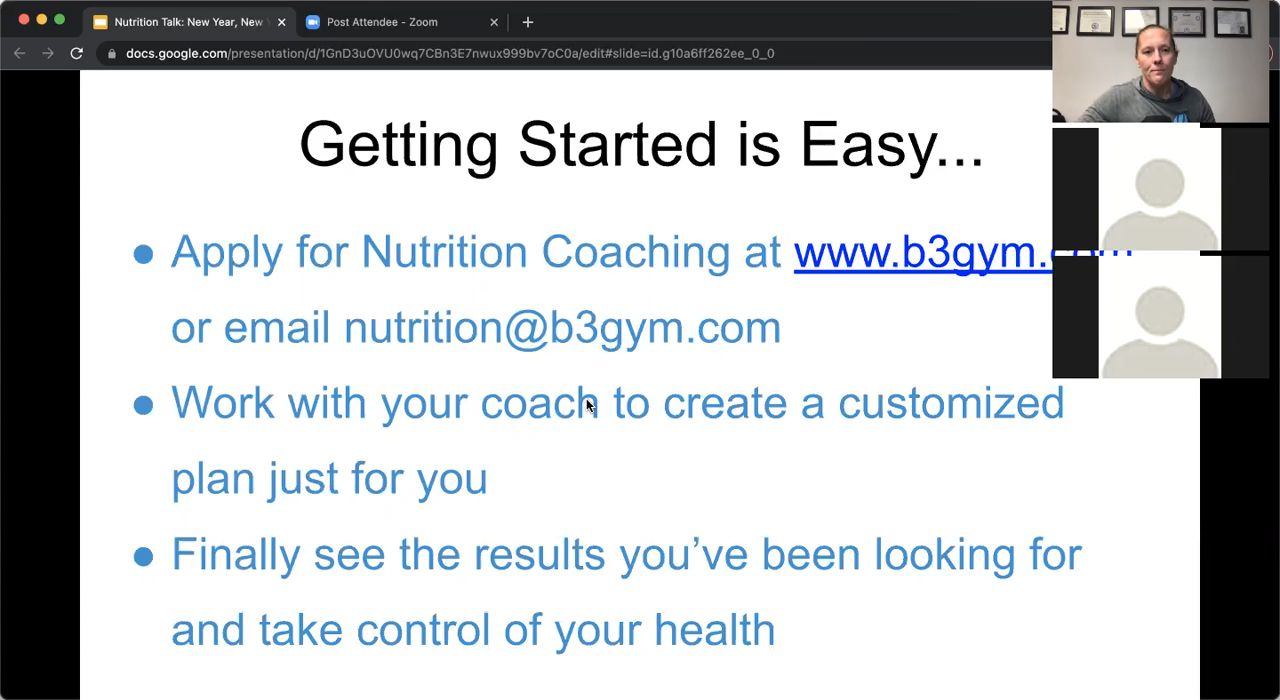 Nutrition Talk: New Year, New
Post Attendee - Zoom
docs.google.com/presentation/d/1GnD3uOVU0wq7CBn3E7nwux999bv7oC0a/edit#slide=id.g10a6ff262ee_0_0
Getting Started is Easy...
● Apply for Nutrition Coaching at www.b3gym.com
or email nutrition@b3gym.com
● Work with your coach to create a customized
plan just for you
● Finally see the results you’ve been looking for
and take control of your health